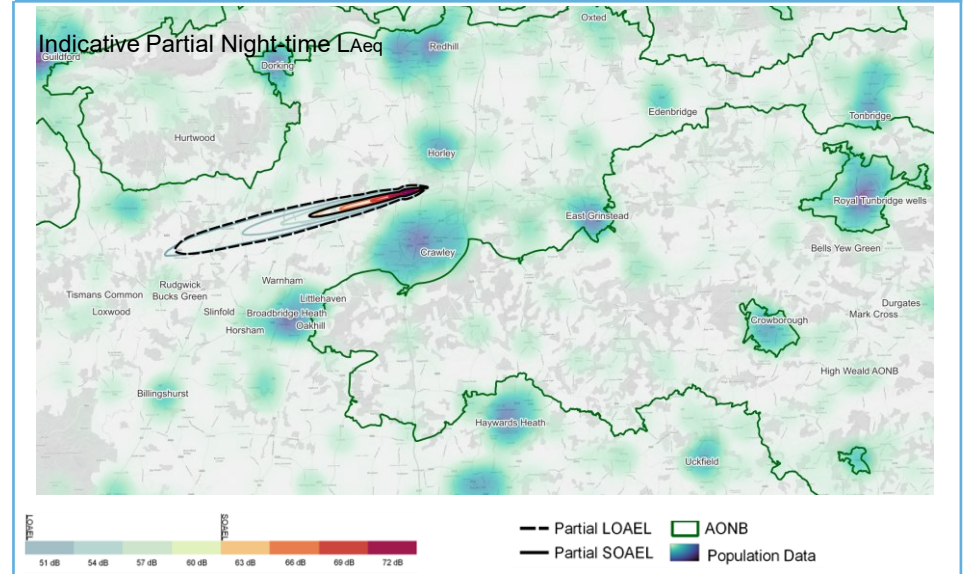 Oxted
Indicative Partial Night-time LAeq
Redhill
Guildford
Dorking
Edenbridge
Tonbridge
Hurtwood
Horley
Royal Tunbridge wells
East Grinstead
Bells Yew Green
Crawley
Warnham
Rudgwick
Tismans Common
Bucks Green
Littlehaven
Durgates
Loxwood
Slinfold
Broadbridge Heath
Mark Cross
Crowborough
Horsham
Oakhill
High Weald AONB
Billingshurst
Haywards Heath
Uckfield
LOAEL
SOAEL
51 dB 54 dB 57 dB 60 dB 63 dB 66 dB 69 dB 72 dB
Partial LOAEL
AONB
Partial SOAEL
Population Data